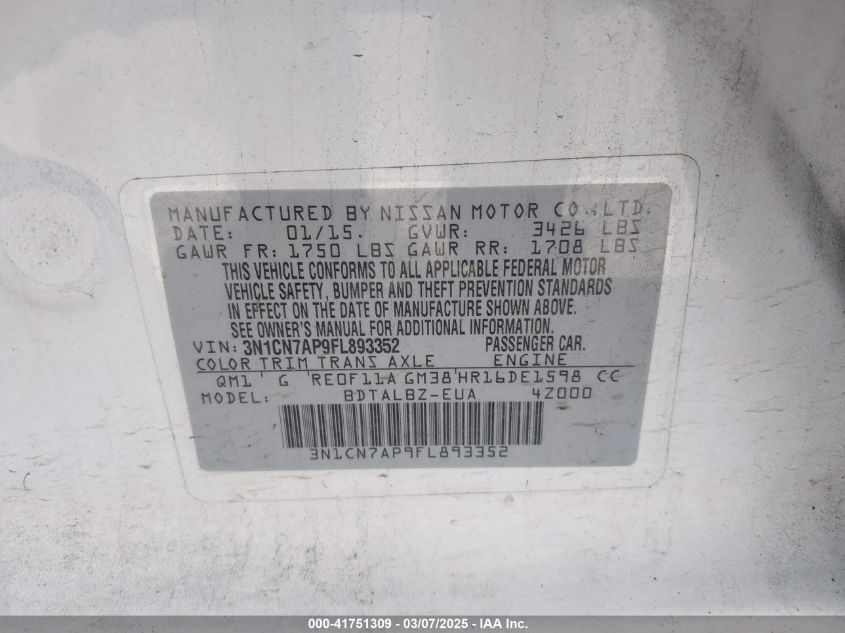 MANUFACTURED BY NISSAN MOTOR CO., LTD.
DATE: 01/15. GVWR: 3426 LBS
GAWR FR: 1750 LBS GAWR RR: 1708 LBS
THIS VEHICLE CONFORMS TO ALL APPLICABLE FEDERAL MOTOR
VEHICLE SAFETY, BUMPER AND THEFT PREVENTION STANDARDS
IN EFFECT ON THE DATE OF MANUFACTURE SHOWN ABOVE.
SEE OWNER'S MANUAL FOR ADDITIONAL INFORMATION.
VIN: 3N1CN7AP9FL893352 PASSENGER CAR.
COLOR TRIM TRANS AXLE ENGINE
QM1 G RE0F11A GM38 HR16DE1598 CC
MODEL: BDTALBZ-EUA 4Z000
3N1CN7AP9FL893352
000-41751309 - 03/07/2025 - IAA Inc.